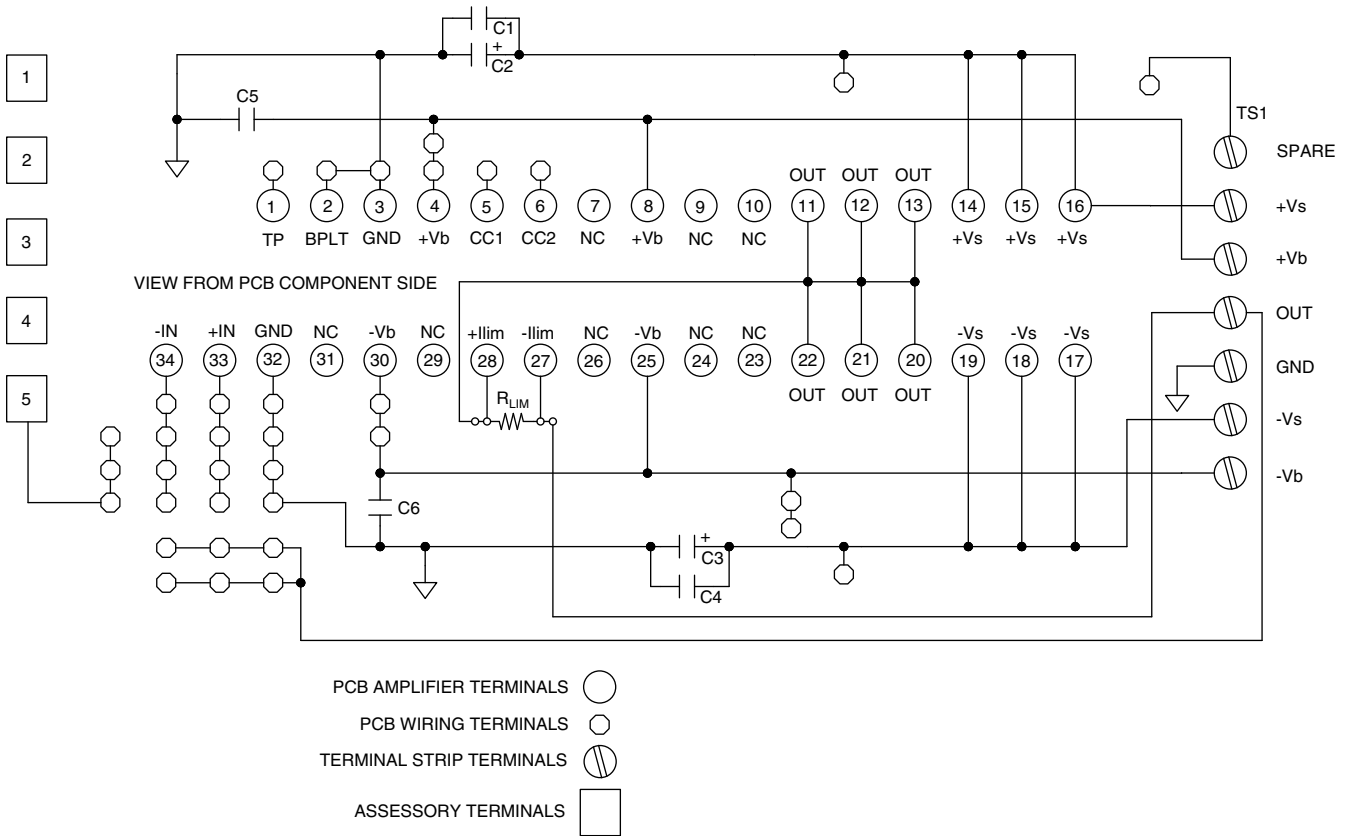 C1
+
C2
1
C5
TS1
2
SPARE
OUT OUT OUT
1 2 3 4 5 6 7 8 9 10 11 12 13 14 15 16
+Vs
TP BPLT GND +Vb CC1 CC2 NC +Vb NC NC +Vs +Vs +Vs
3
+Vb
VIEW FROM PCB COMPONENT SIDE
4
OUT
-IN +IN GND NC -Vb NC +Ilim -Ilim NC -Vb NC NC -Vs -Vs -Vs
34 33 32 31 30 29 28 27 26 25 24 23 22 21 20 19 18 17
GND
OUT OUT OUT
5
RLIM
-Vs
-Vb
C6
+
C3
C4
PCB AMPLIFIER TERMINALS
PCB WIRING TERMINALS
TERMINAL STRIP TERMINALS
ASSESSORY TERMINALS